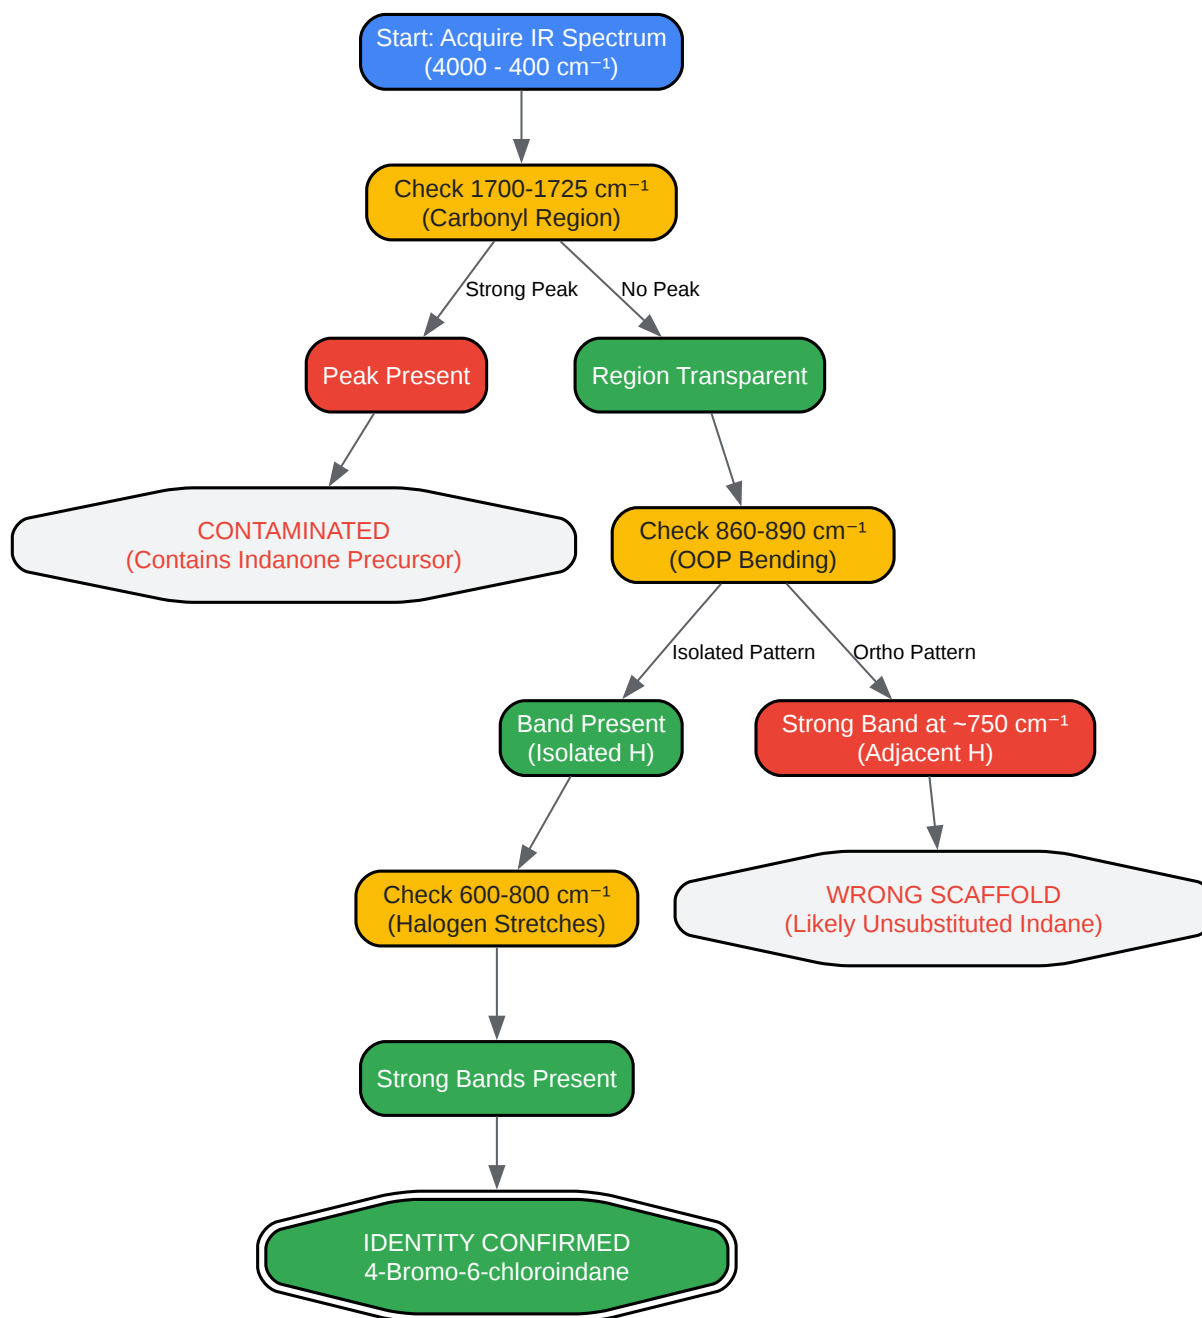 Start: Acquire IR Spectrum
(4000 - 400 cm⁻¹)
Check 1700-1725 cm⁻¹
(Carbonyl Region)
Strong Peak
No Peak
Peak Present
Region Transparent
CONTAMINATED
(Contains Indanone Precursor)
Check 860-890 cm⁻¹
(OOP Bending)
Isolated Pattern
Ortho Pattern
Band Present
(Isolated H)
Strong Band at ~750 cm⁻¹
(Adjacent H)
Check 600-800 cm⁻¹
(Halogen Stretches)
WRONG SCAFFOLD
(Likely Unsubstituted Indane)
Strong Bands Present
IDENTITY CONFIRMED
4-Bromo-6-chloroindane